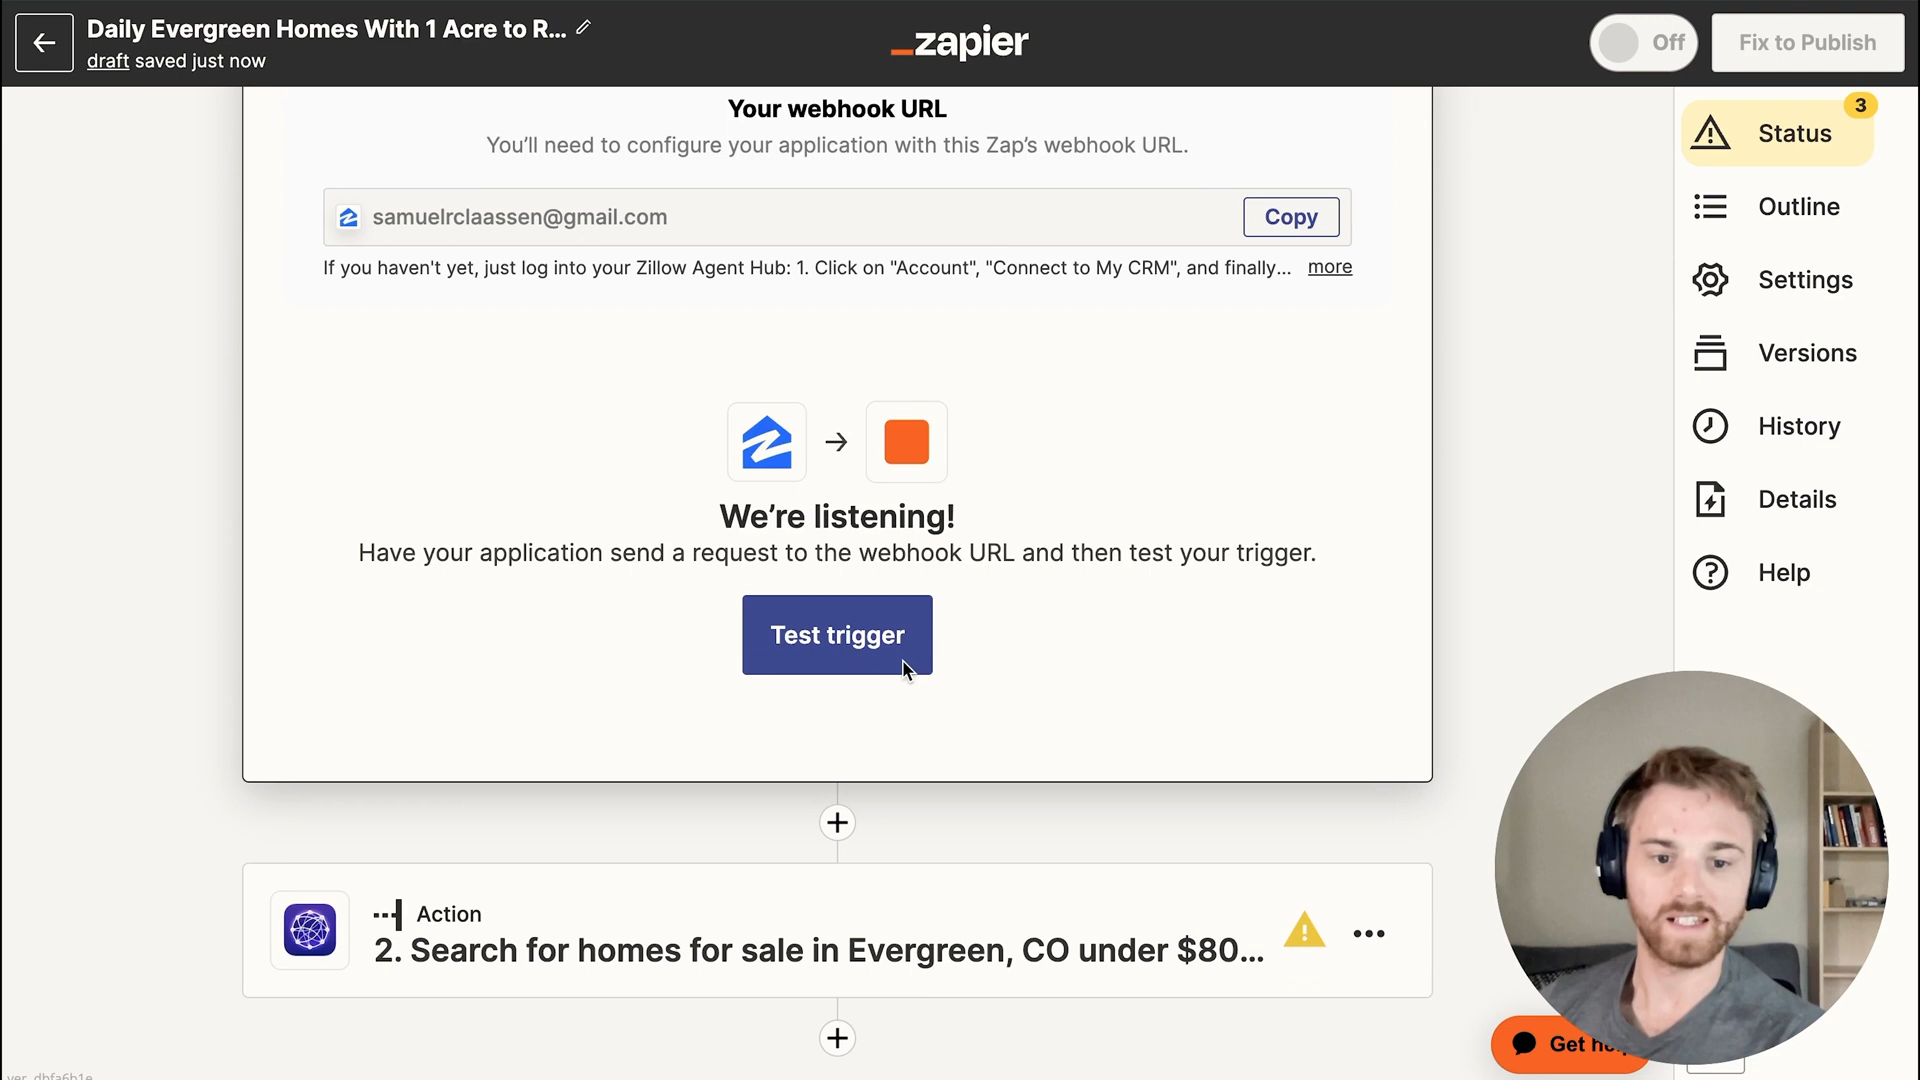 Daily Evergreen Homes With 1 Acre to R...
draft saved just now
zapier
Off
Fix to Publish
Your webhook URL
You'll need to configure your application with this Zap's webhook URL.
samuelrclaassen@gmail.com
Copy
If you haven't yet, just log into your Zillow Agent Hub: 1. Click on "Account", "Connect to My CRM", and finally... more
We're listening!
Have your application send a request to the webhook URL and then test your trigger.
Test trigger
Action
2. Search for homes for sale in Evergreen, CO under $80...
3
Status
Outline
Settings
Versions
History
Details
Help
Get